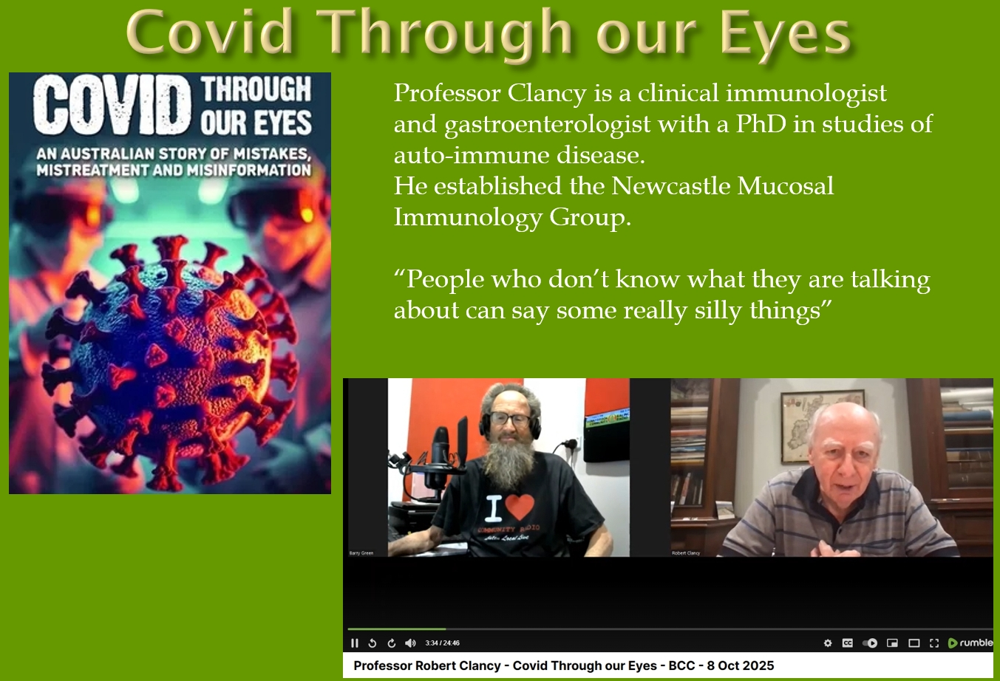 Covid Through our Eyes
COVID THROUGH
OUR EYES
AN AUSTRALIAN STORY OF MISTAKES,
MISTREATMENT AND MISINFORMATION
Professor Clancy is a clinical immunologist
and gastroenterologist with a PhD in studies of
auto-immune disease.
He established the Newcastle Mucosal
Immunology Group.
“People who don’t know what they are talking
about can say some really silly things”
I
COMMUNITY RADIO
Barry Green
Robert Clancy
3:34 / 24:46
CC
rumble
Professor Robert Clancy - Covid Through our Eyes - BCC - 8 Oct 2025